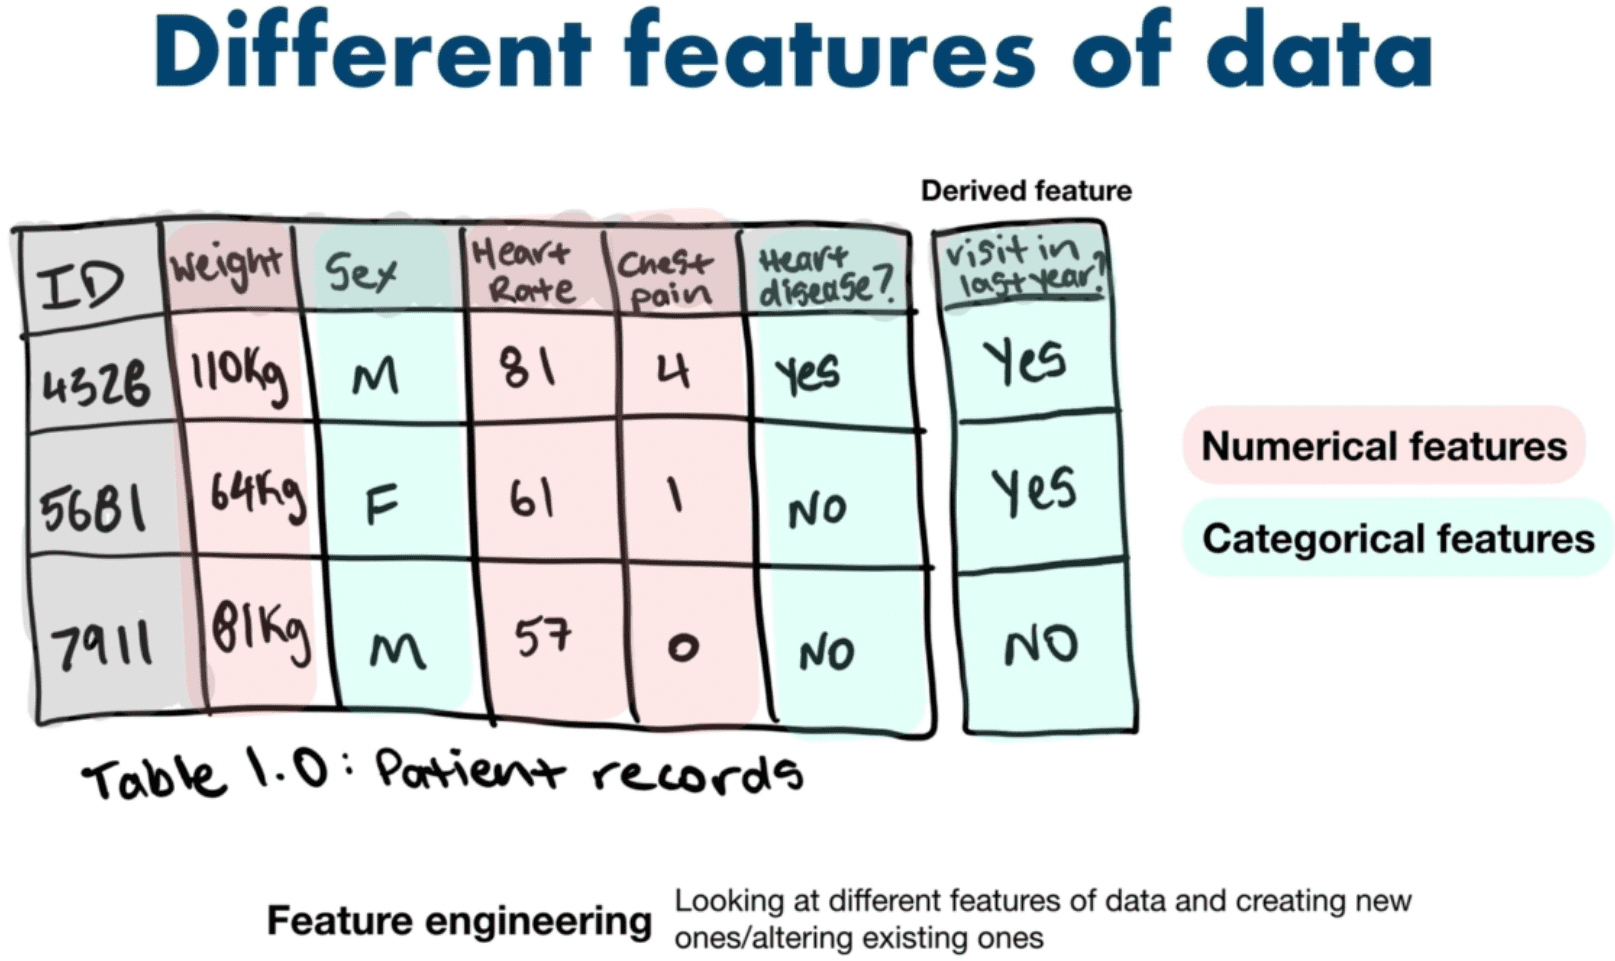 Different features of data
Derived feature
ID Weight Sex Heart Rate Chest pain Heart disease? Visit in last year?
4326 110Kg M 81 4 Yes Yes
5681 64Kg F 61 1 NO Yes
7911 81Kg M 57 0 NO NO
Numerical features
Categorical features
Table 1.0: Patient records
Feature engineering
Looking at different features of data and creating new
ones/altering existing ones